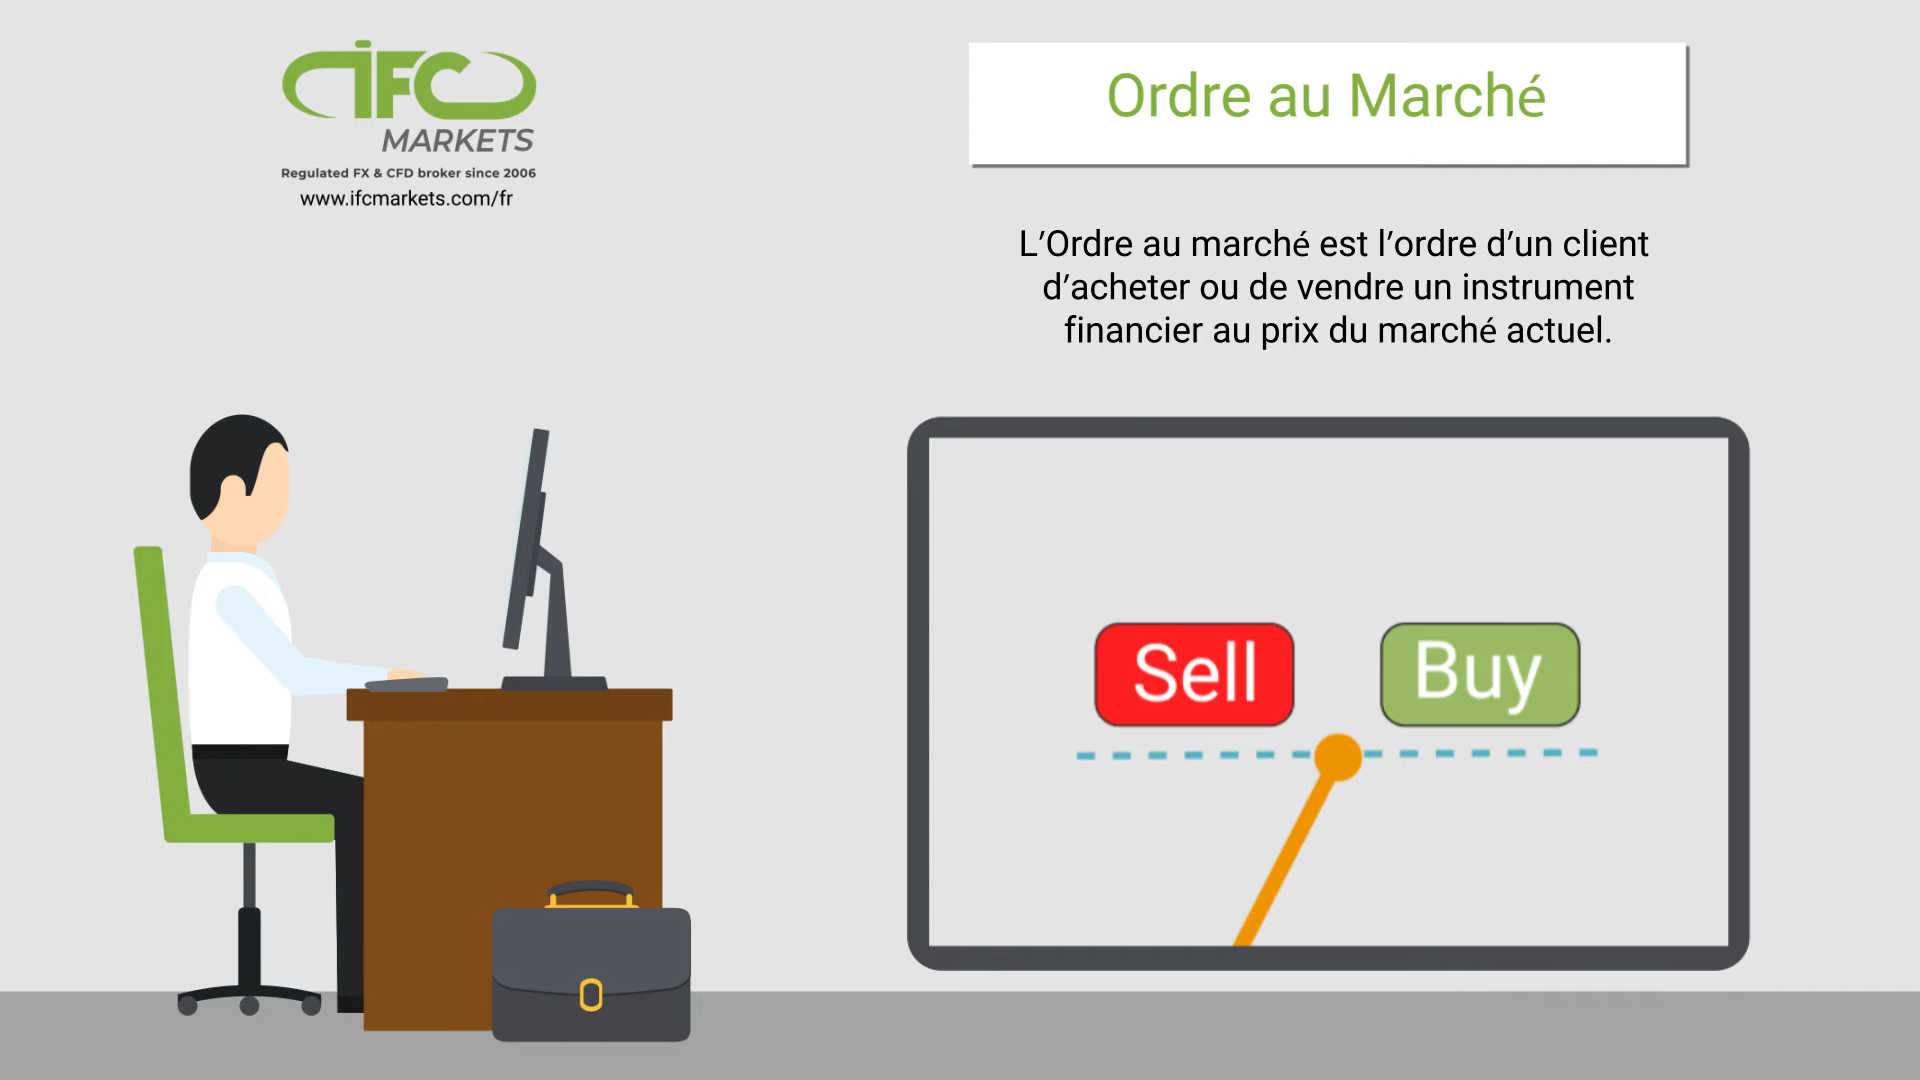 iFC
MARKETS
Regulated FX & CFD broker since 2006
www.ifcmarkets.com/fr
Ordre au Marché
L'Ordre au marché est l'ordre d'un client
d'acheter ou de vendre un instrument
financier au prix du marché actuel.
Sell
Buy